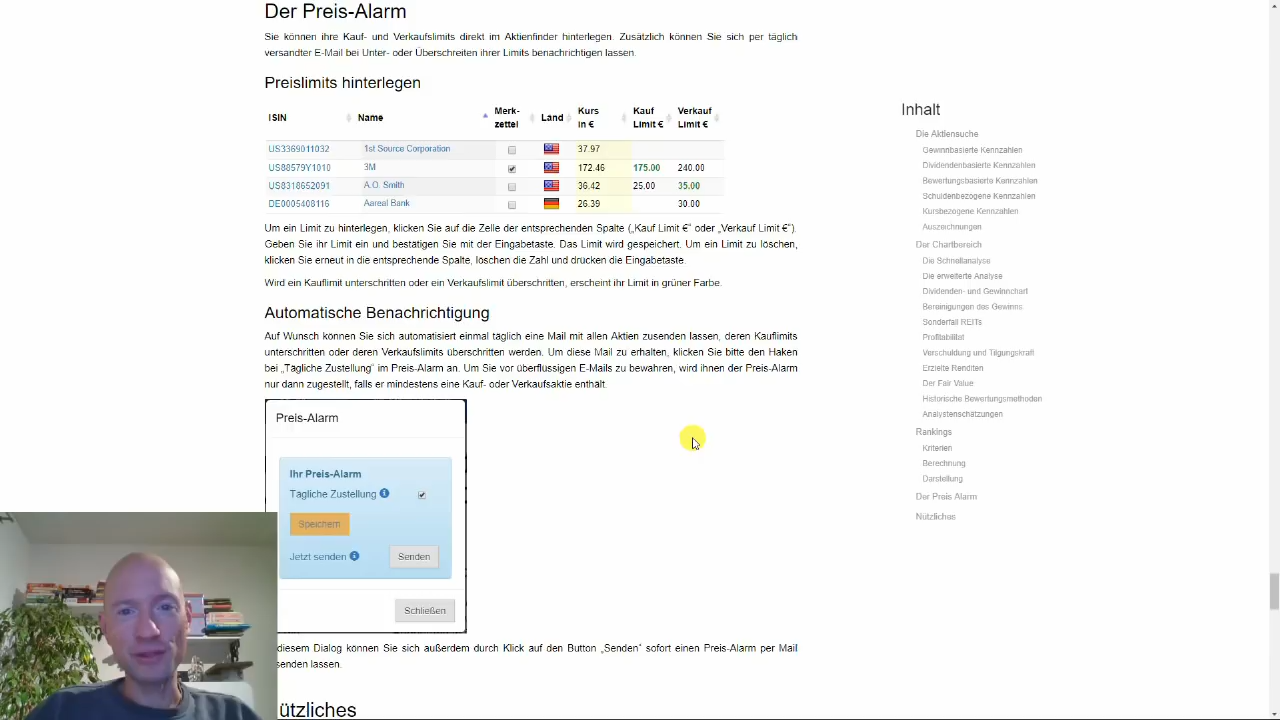 Der Preis-Alarm
Sie können ihre Kauf- und Verkaufslimits direkt im Aktienfinder hinterlegen. Zusätzlich können Sie sich per täglich
versandter E-Mail bei Unter- oder Überschreiten ihrer Limits benachrichtigen lassen.
Preislimits hinterlegen
ISIN Name Merk-zettel Land Kurs in € Kauf Limit € Verkauf Limit €
US3369011032 1st Source Corporation 37.97
US88579Y1010 3M 172.46 175.00 240.00
US8318652091 A.O. Smith 36.42 25.00 35.00
DE0005408116 Aareal Bank 26.39 30.00
Um ein Limit zu hinterlegen, klicken Sie auf die Zelle der entsprechenden Spalte („Kauf Limit €" oder „Verkauf Limit €").
Geben Sie ihr Limit ein und bestätigen Sie mit der Eingabetaste. Das Limit wird gespeichert. Um ein Limit zu löschen,
klicken Sie erneut in die entsprechende Spalte, löschen die Zahl und drücken die Eingabetaste.
Wird ein Kauflimit unterschritten oder ein Verkaufslimit überschritten, erscheint ihr Limit in grüner Farbe.
Automatische Benachrichtigung
Auf Wunsch können Sie sich automatisiert einmal täglich eine Mail mit allen Aktien zusenden lassen, deren Kauflimits
unterschritten oder deren Verkaufslimits überschritten werden. Um diese Mail zu erhalten, klicken Sie bitte den Haken
bei „Tägliche Zustellung" im Preis-Alarm an. Um Sie vor überflüssigen E-Mails zu bewahren, wird ihnen der Preis-Alarm
nur dann zugestellt, falls er mindestens eine Kauf- oder Verkaufsaktie enthält.
Preis-Alarm
Ihr Preis-Alarm
Tägliche Zustellung
Speichern
Jetzt senden Senden
Schließen
diesem Dialog können Sie sich außerdem durch Klick auf den Button „Senden" sofort einen Preis-Alarm per Mail
senden lassen.
ützliches
Inhalt
Die Aktiensuche
Gewinnbasierte Kennzahlen
Dividendenbasierte Kennzahlen
Bewertungsbasierte Kennzahlen
Schuldenbezogene Kennzahlen
Kursbezogene Kennzahlen
Auszeichnungen
Der Chartbereich
Die Schnellanalyse
Die erweiterte Analyse
Dividenden- und Gewinnchart
Bereinigungen des Gewinns
Sonderfall REITs
Profitabilität
Verschuldung und Tilgungskraft
Erzielte Renditen
Der Fair Value
Historische Bewertungsmethoden
Analystenschätzungen
Rankings
Kriterien
Berechnung
Darstellung
Der Preis Alarm
Nützliches